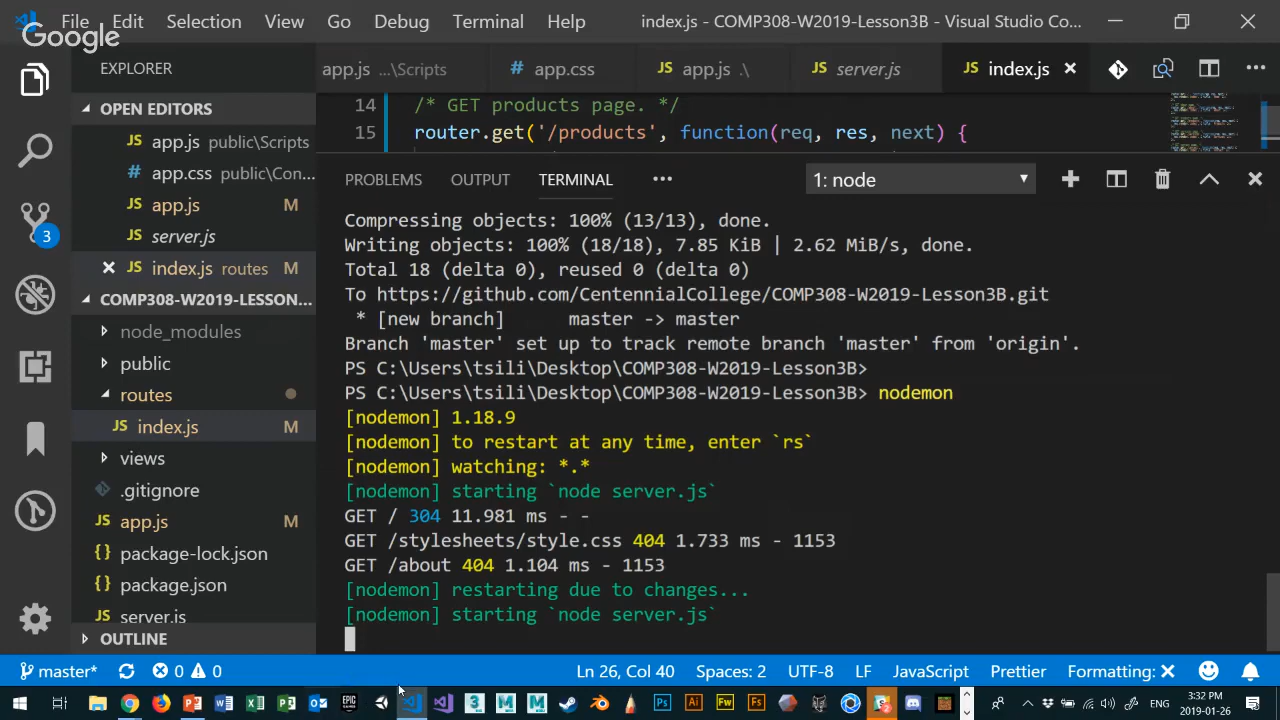 File Edit Selection View Go Debug Terminal Help index.js - COMP308-W2019-Lesson3B - Visual Studio Co...
Google
EXPLORER
app.js ...\Scripts
# app.css
JS app.js .\
JS server.js
JS index.js
OPEN EDITORS
JS app.js public\Scripts
# app.css public\Con...
JS app.js M
JS server.js
JS index.js routes M
3
COMP308-W2019-LESSON...
node_modules
public
routes
JS index.js M
views
.gitignore
JS app.js M
{} package-lock.json
{} package.json
server.js
OUTLINE
14 /* GET products page. */
15 router.get('/products', function(req, res, next) {
PROBLEMS OUTPUT TERMINAL ... 1: node
Compressing objects: 100% (13/13), done.
Writing objects: 100% (18/18), 7.85 KiB | 2.62 MiB/s, done.
Total 18 (delta 0), reused 0 (delta 0)
To https://github.com/CentennialCollege/COMP308-W2019-Lesson3B.git
* [new branch] master -> master
Branch 'master' set up to track remote branch 'master' from 'origin'.
PS C:\Users\tsili\Desktop\COMP308-W2019-Lesson3B>
PS C:\Users\tsili\Desktop\COMP308-W2019-Lesson3B> nodemon
[nodemon] 1.18.9
[nodemon] to restart at any time, enter `rs`
[nodemon] watching: *.*
[nodemon] starting `node server.js`
GET / 304 11.981 ms - -
GET /stylesheets/style.css 404 1.733 ms - 1153
GET /about 404 1.104 ms - 1153
[nodemon] restarting due to changes...
[nodemon] starting `node server.js`
master* 0 0 Ln 26, Col 40 Spaces: 2 UTF-8 LF JavaScript Prettier Formatting: ✕
ENG 3:32 PM
2019-01-26